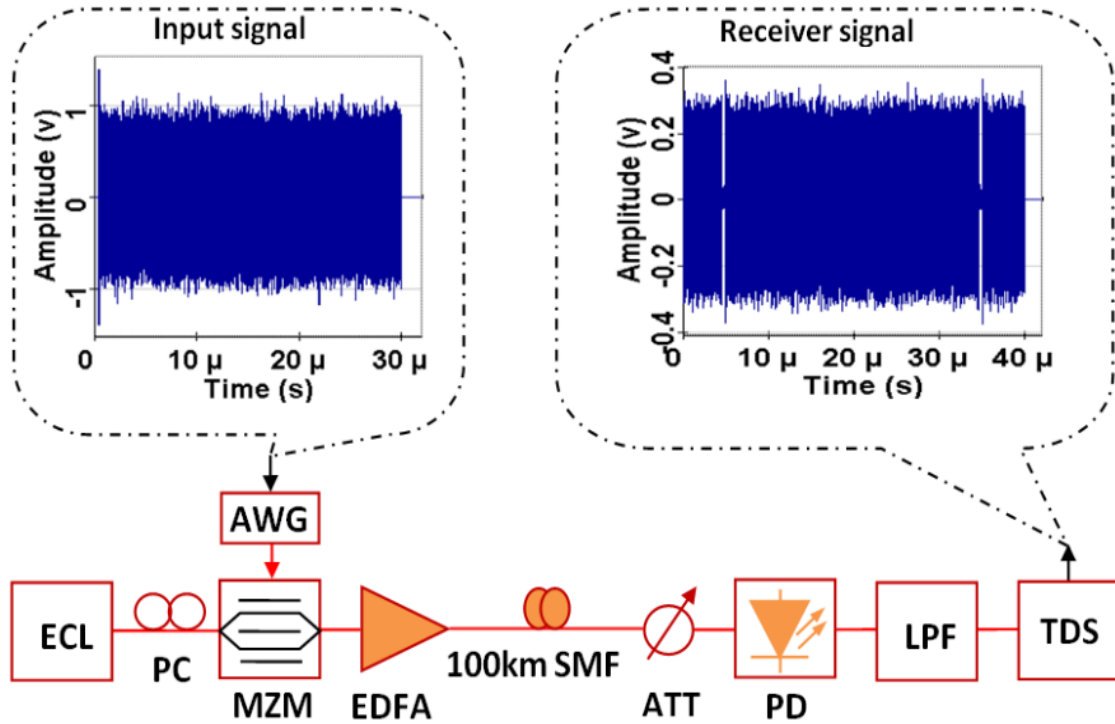 Input signal
Amplitude (v)
1
0
-1
0
10 µ
20 µ
30 µ
Time (s)
Receiver signal
Amplitude (v)
0.4
0.2
0
-0.2
-0.4
0
10 µ
20 µ
30 µ
40 µ
Time (s)
AWG
ECL
PC
MZM
EDFA
100km SMF
ATT
PD
LPF
TDS